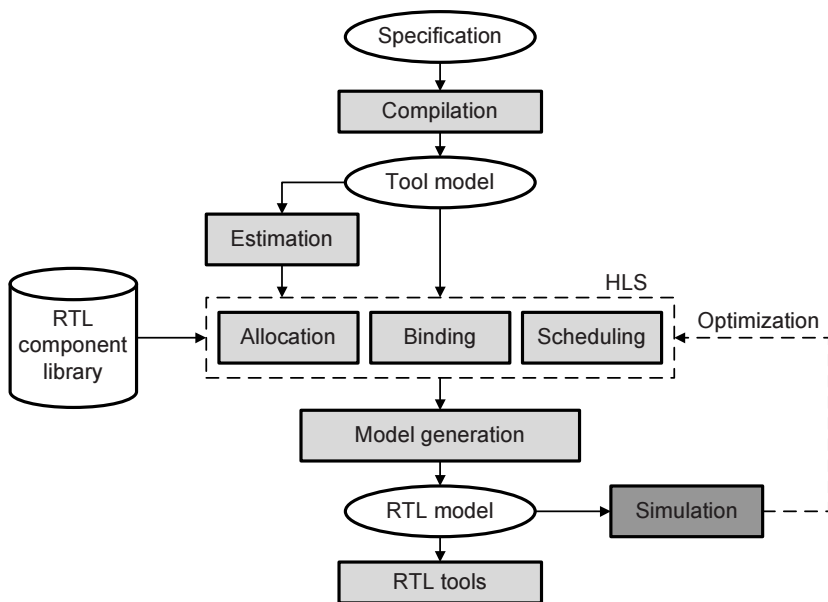 Specification
Compilation
Tool model
Estimation
HLS
RTL
component
library
Allocation
Binding
Scheduling
Optimization
Model generation
RTL model
Simulation
RTL tools